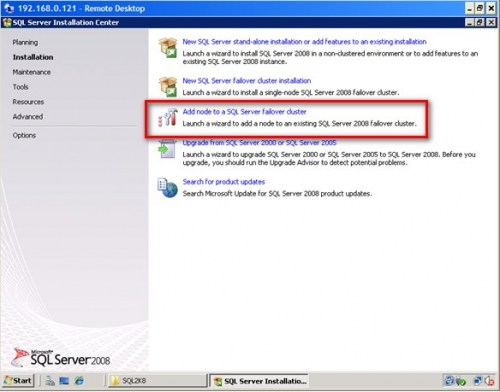 192.168.0.121 - Remote Desktop
SQL Server Installation Center
Planning
Installation
Maintenance
Tools
Resources
Advanced
Options
New SQL Server stand-alone installation or add features to an existing installation
Launch a wizard to install SQL Server 2008 in a non-clustered environment or to add features to an
existing SQL Server 2008 instance.
New SQL Server failover cluster installation
Launch a wizard to install a single-node SQL Server 2008 failover cluster.
Add node to a SQL Server failover cluster
Launch a wizard to add a node to an existing SQL Server 2008 failover cluster.
Upgrade from SQL Server 2000 or SQL Server 2005
Launch a wizard to upgrade SQL Server 2000 or SQL Server 2005 to SQL Server 2008. Before you
upgrade, you should run the Upgrade Advisor to detect potential problems.
Search for product updates
Search Microsoft Update for SQL Server 2008 product updates.
Microsoft
SQL Server 2008
Start
SQL2K8
SQL Server Installatio...